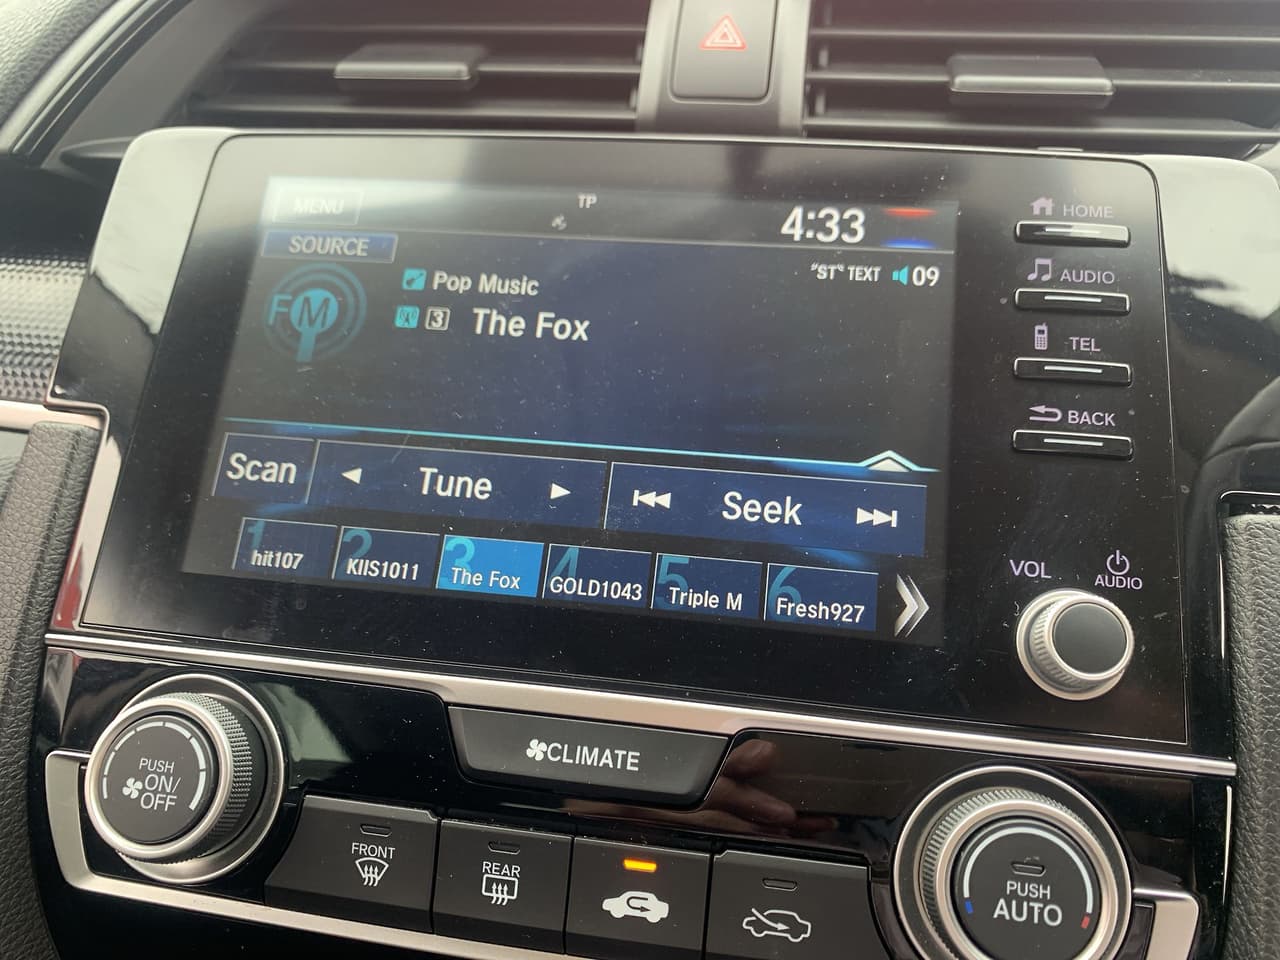 MENU
TP
4:33
SOURCE
"ST" TEXT
09
FM
Pop Music
3
The Fox
Scan
Tune
Seek
1
hit107
2
KIIS1011
3
The Fox
4
GOLD1043
5
Triple M
6
Fresh927
HOME
AUDIO
TEL
BACK
VOL
AUDIO
CLIMATE
PUSH
ON/
OFF
FRONT
REAR
PUSH
AUTO